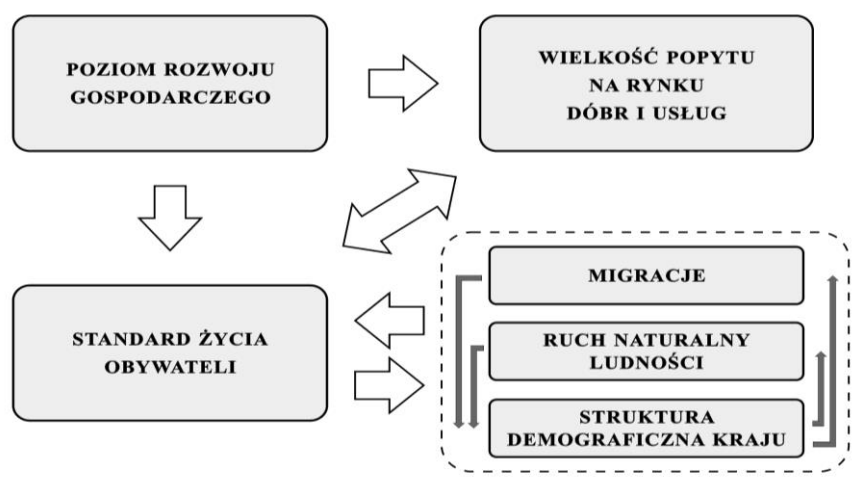 POZIOM ROZWOJU
GOSPODARCZEGO
WIELKOŚĆ POPYTU
NA RYNKU
DÓBR I USŁUG
STANDARD ŻYCIA
OBYWATELI
MIGRACJE
RUCH NATURALNY
LUDNOŚCI
STRUKTURA
DEMOGRAFICZNA KRAJU